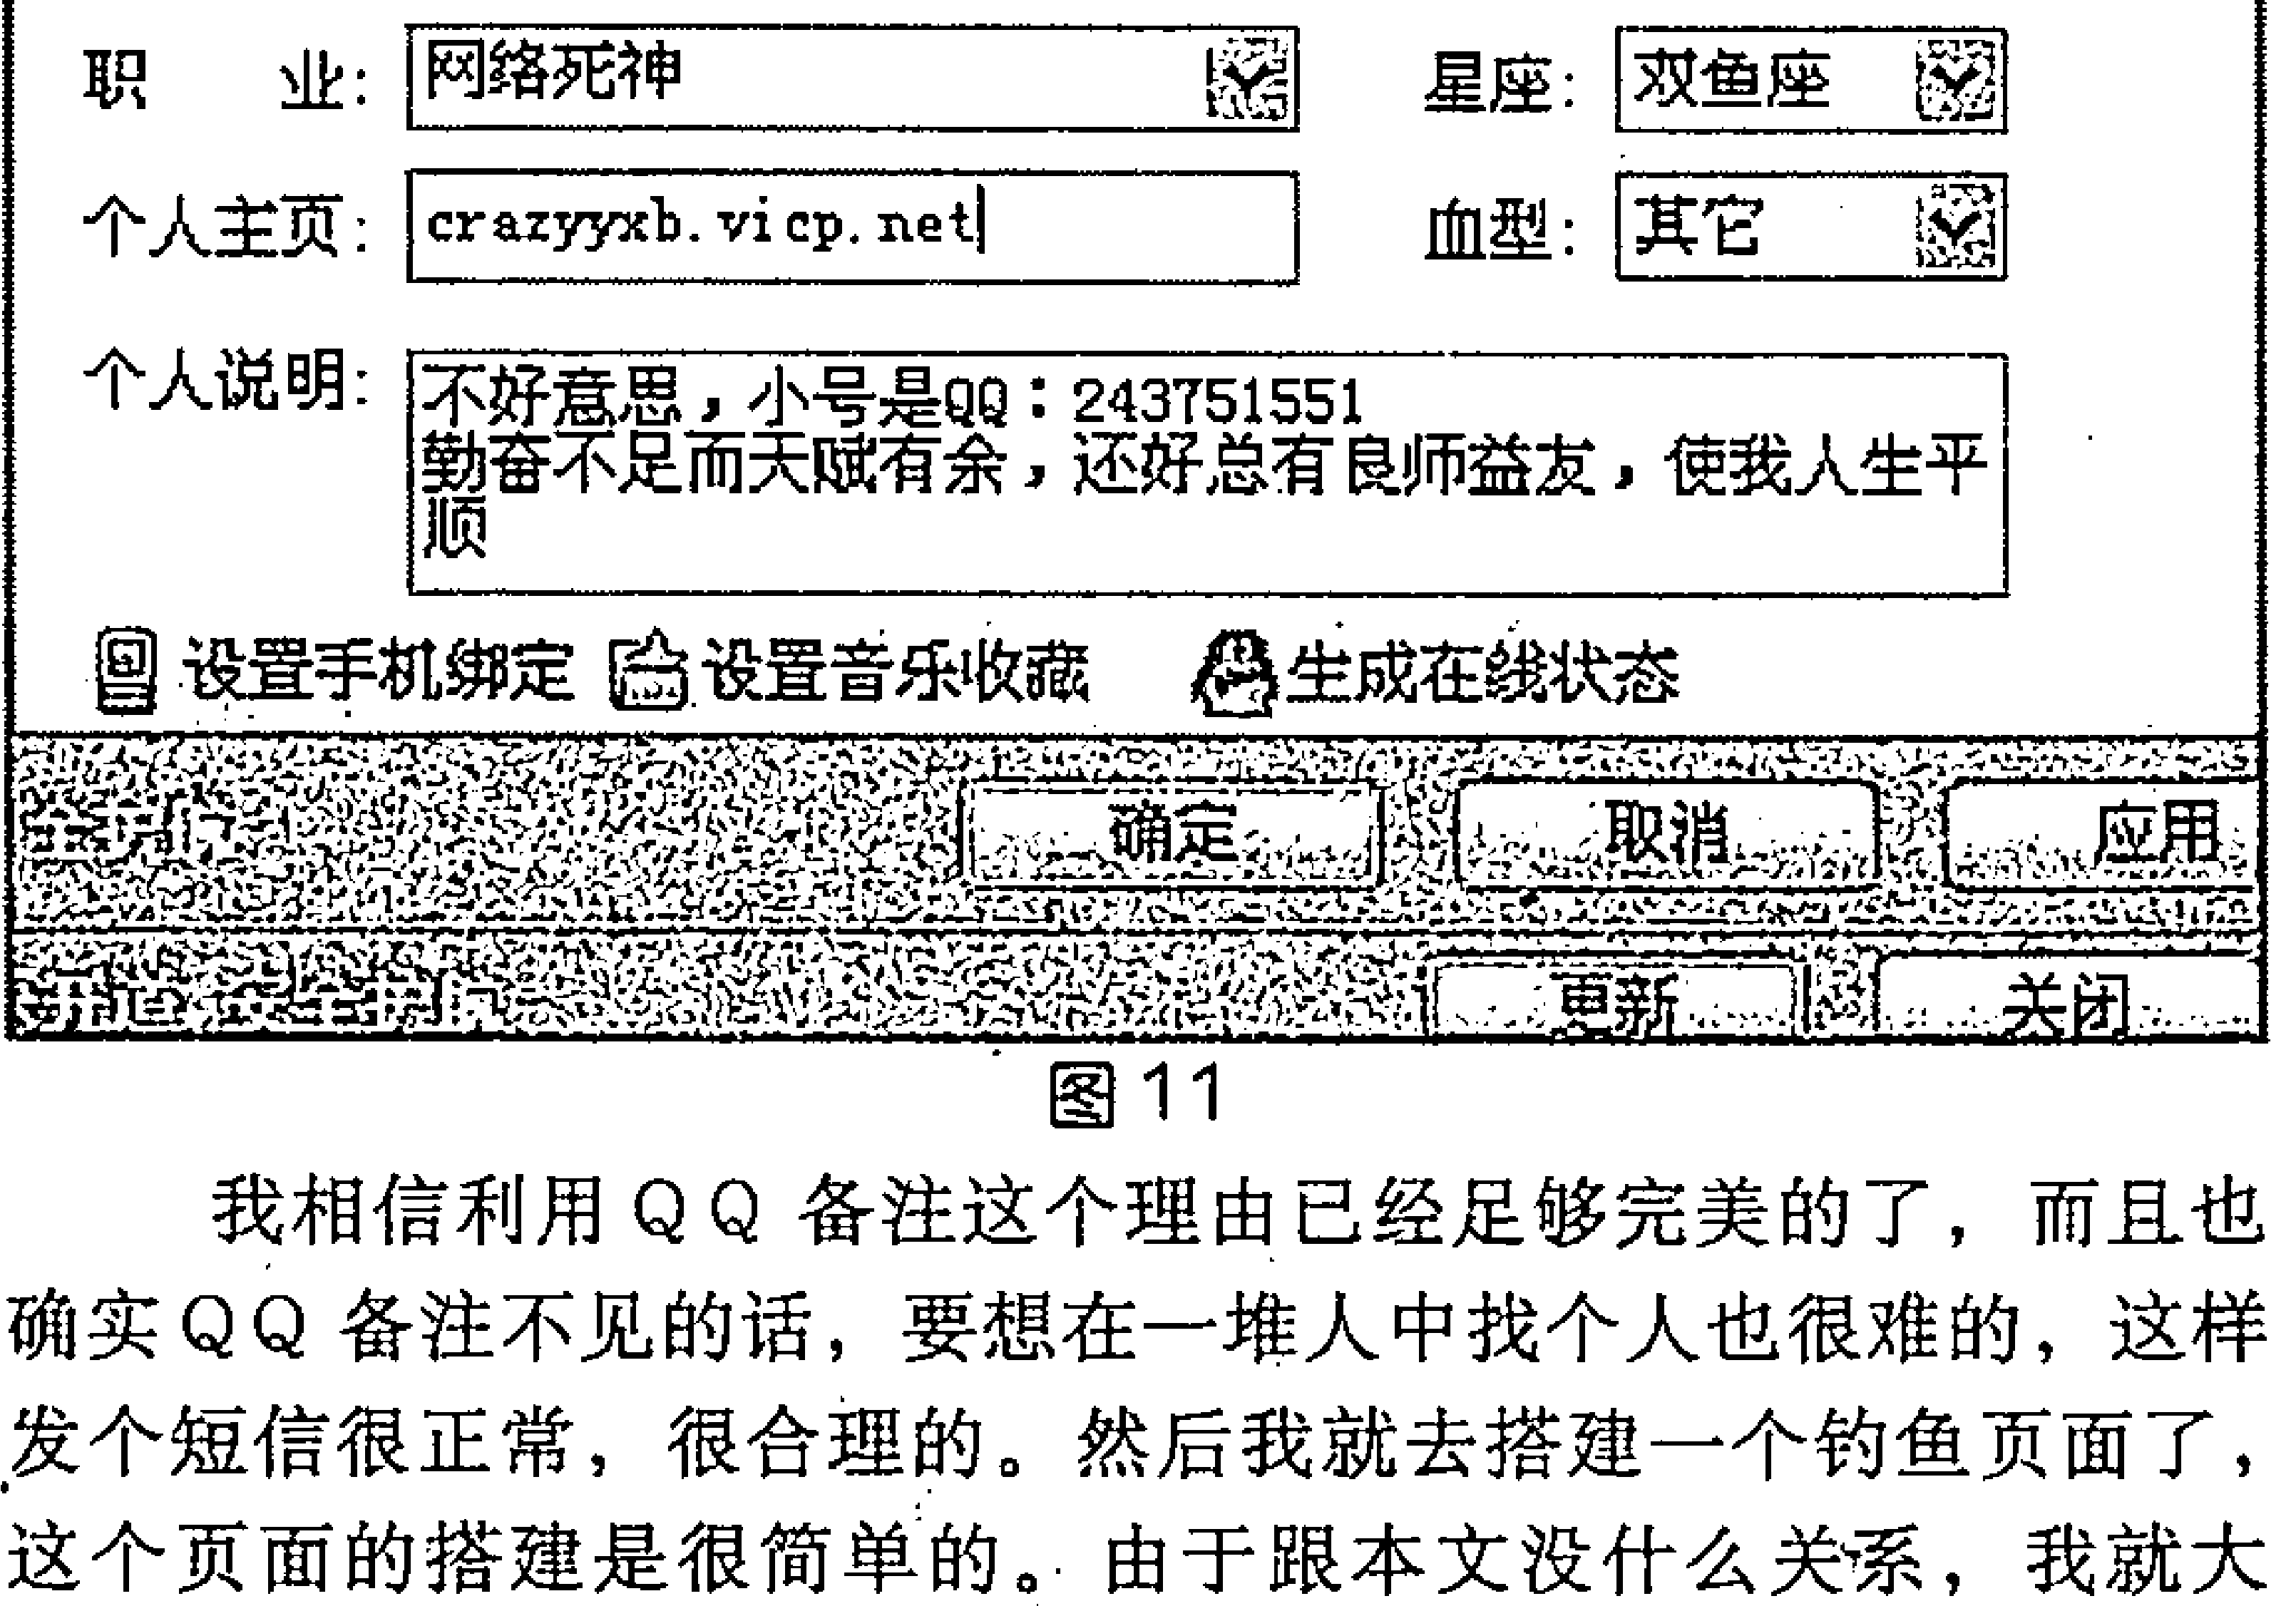 职 业: 网络死神 星座: 双鱼座
个人主页: crazyyxb.vicp.net 血型: 其它
个人说明: 不好意思，小号是QQ：243751551
勤奋不足而天赋有余，还好总有良师益友，使我人生平
顺
设置手机绑定 设置音乐收藏 生成在线状态
确定 取消 应用
更新 关闭
图11
我相信利用QQ备注这个理由已经足够完美的了，而且也
确实QQ备注不见的话，要想在一堆人中找个人也很难的，这样
发个短信很正常，很合理的。然后我就去搭建一个钓鱼页面了，
这个页面的搭建是很简单的。由于跟本文没什么关系，我就大